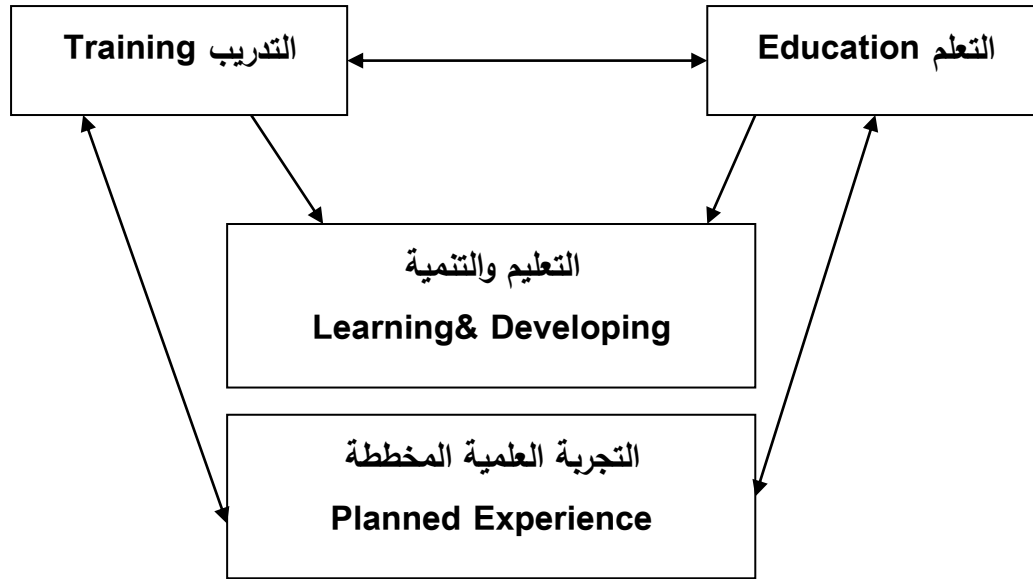 التدريب Training
التعلم Education
التعليم والتنمية
Learning& Developing
التجربة العلمية المخططة
Planned Experience